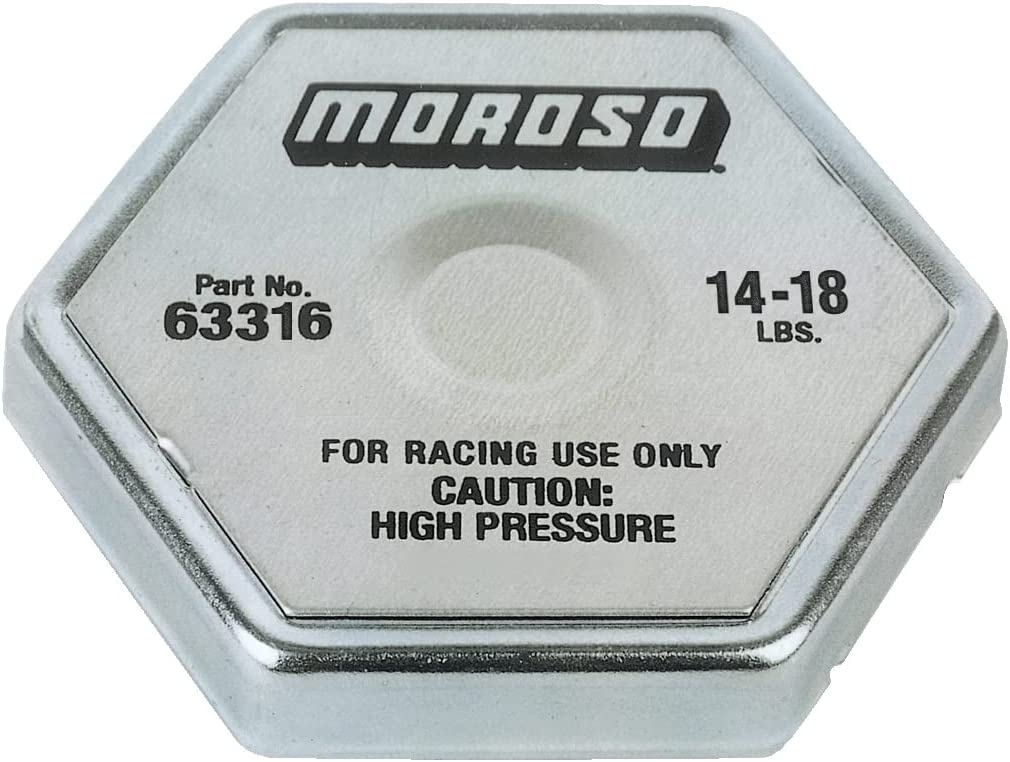 MOROSO
Part No.
63316
14-18
LBS.
FOR RACING USE ONLY
CAUTION:
HIGH PRESSURE